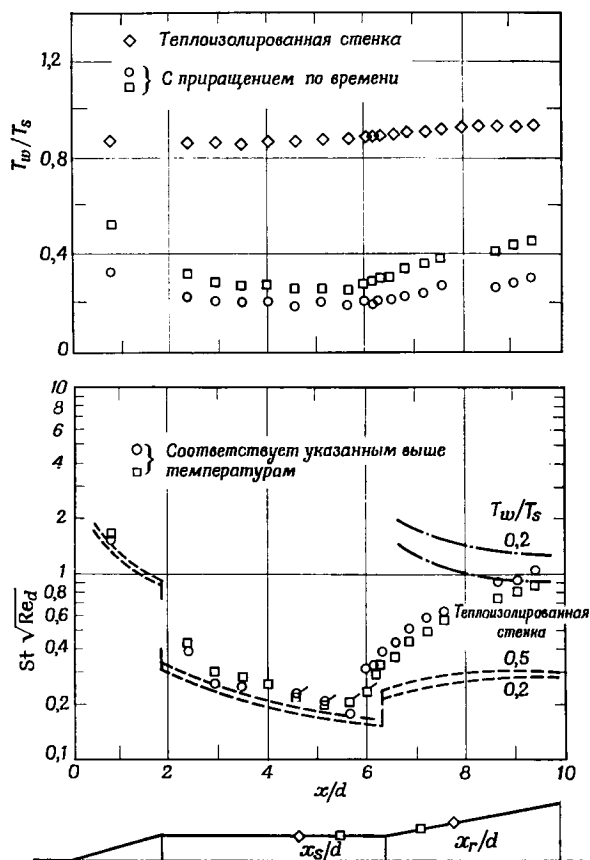 1,2
0,8
0,4
0
T_w/T_s
Теплоизолированная стенка
С приращением по времени
10
8
6
4
2
1
0,8
0,6
0,4
0,2
0,1
St √Re_d
Соответствует указанным выше
температурам
T_w/T_s
0,2
Теплоизолированная
стенка
0,5
0,2
0 2 4 6 8 10
x/d
x_s/d
x_r/d